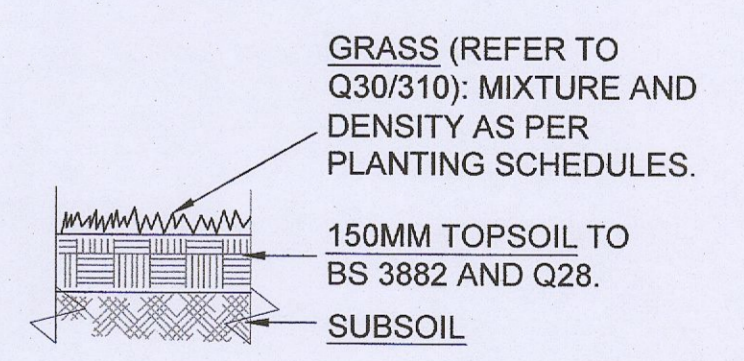 GRASS (REFER TO
Q30/310): MIXTURE AND
DENSITY AS PER
PLANTING SCHEDULES.
150MM TOPSOIL TO
BS 3882 AND Q28.
SUBSOIL